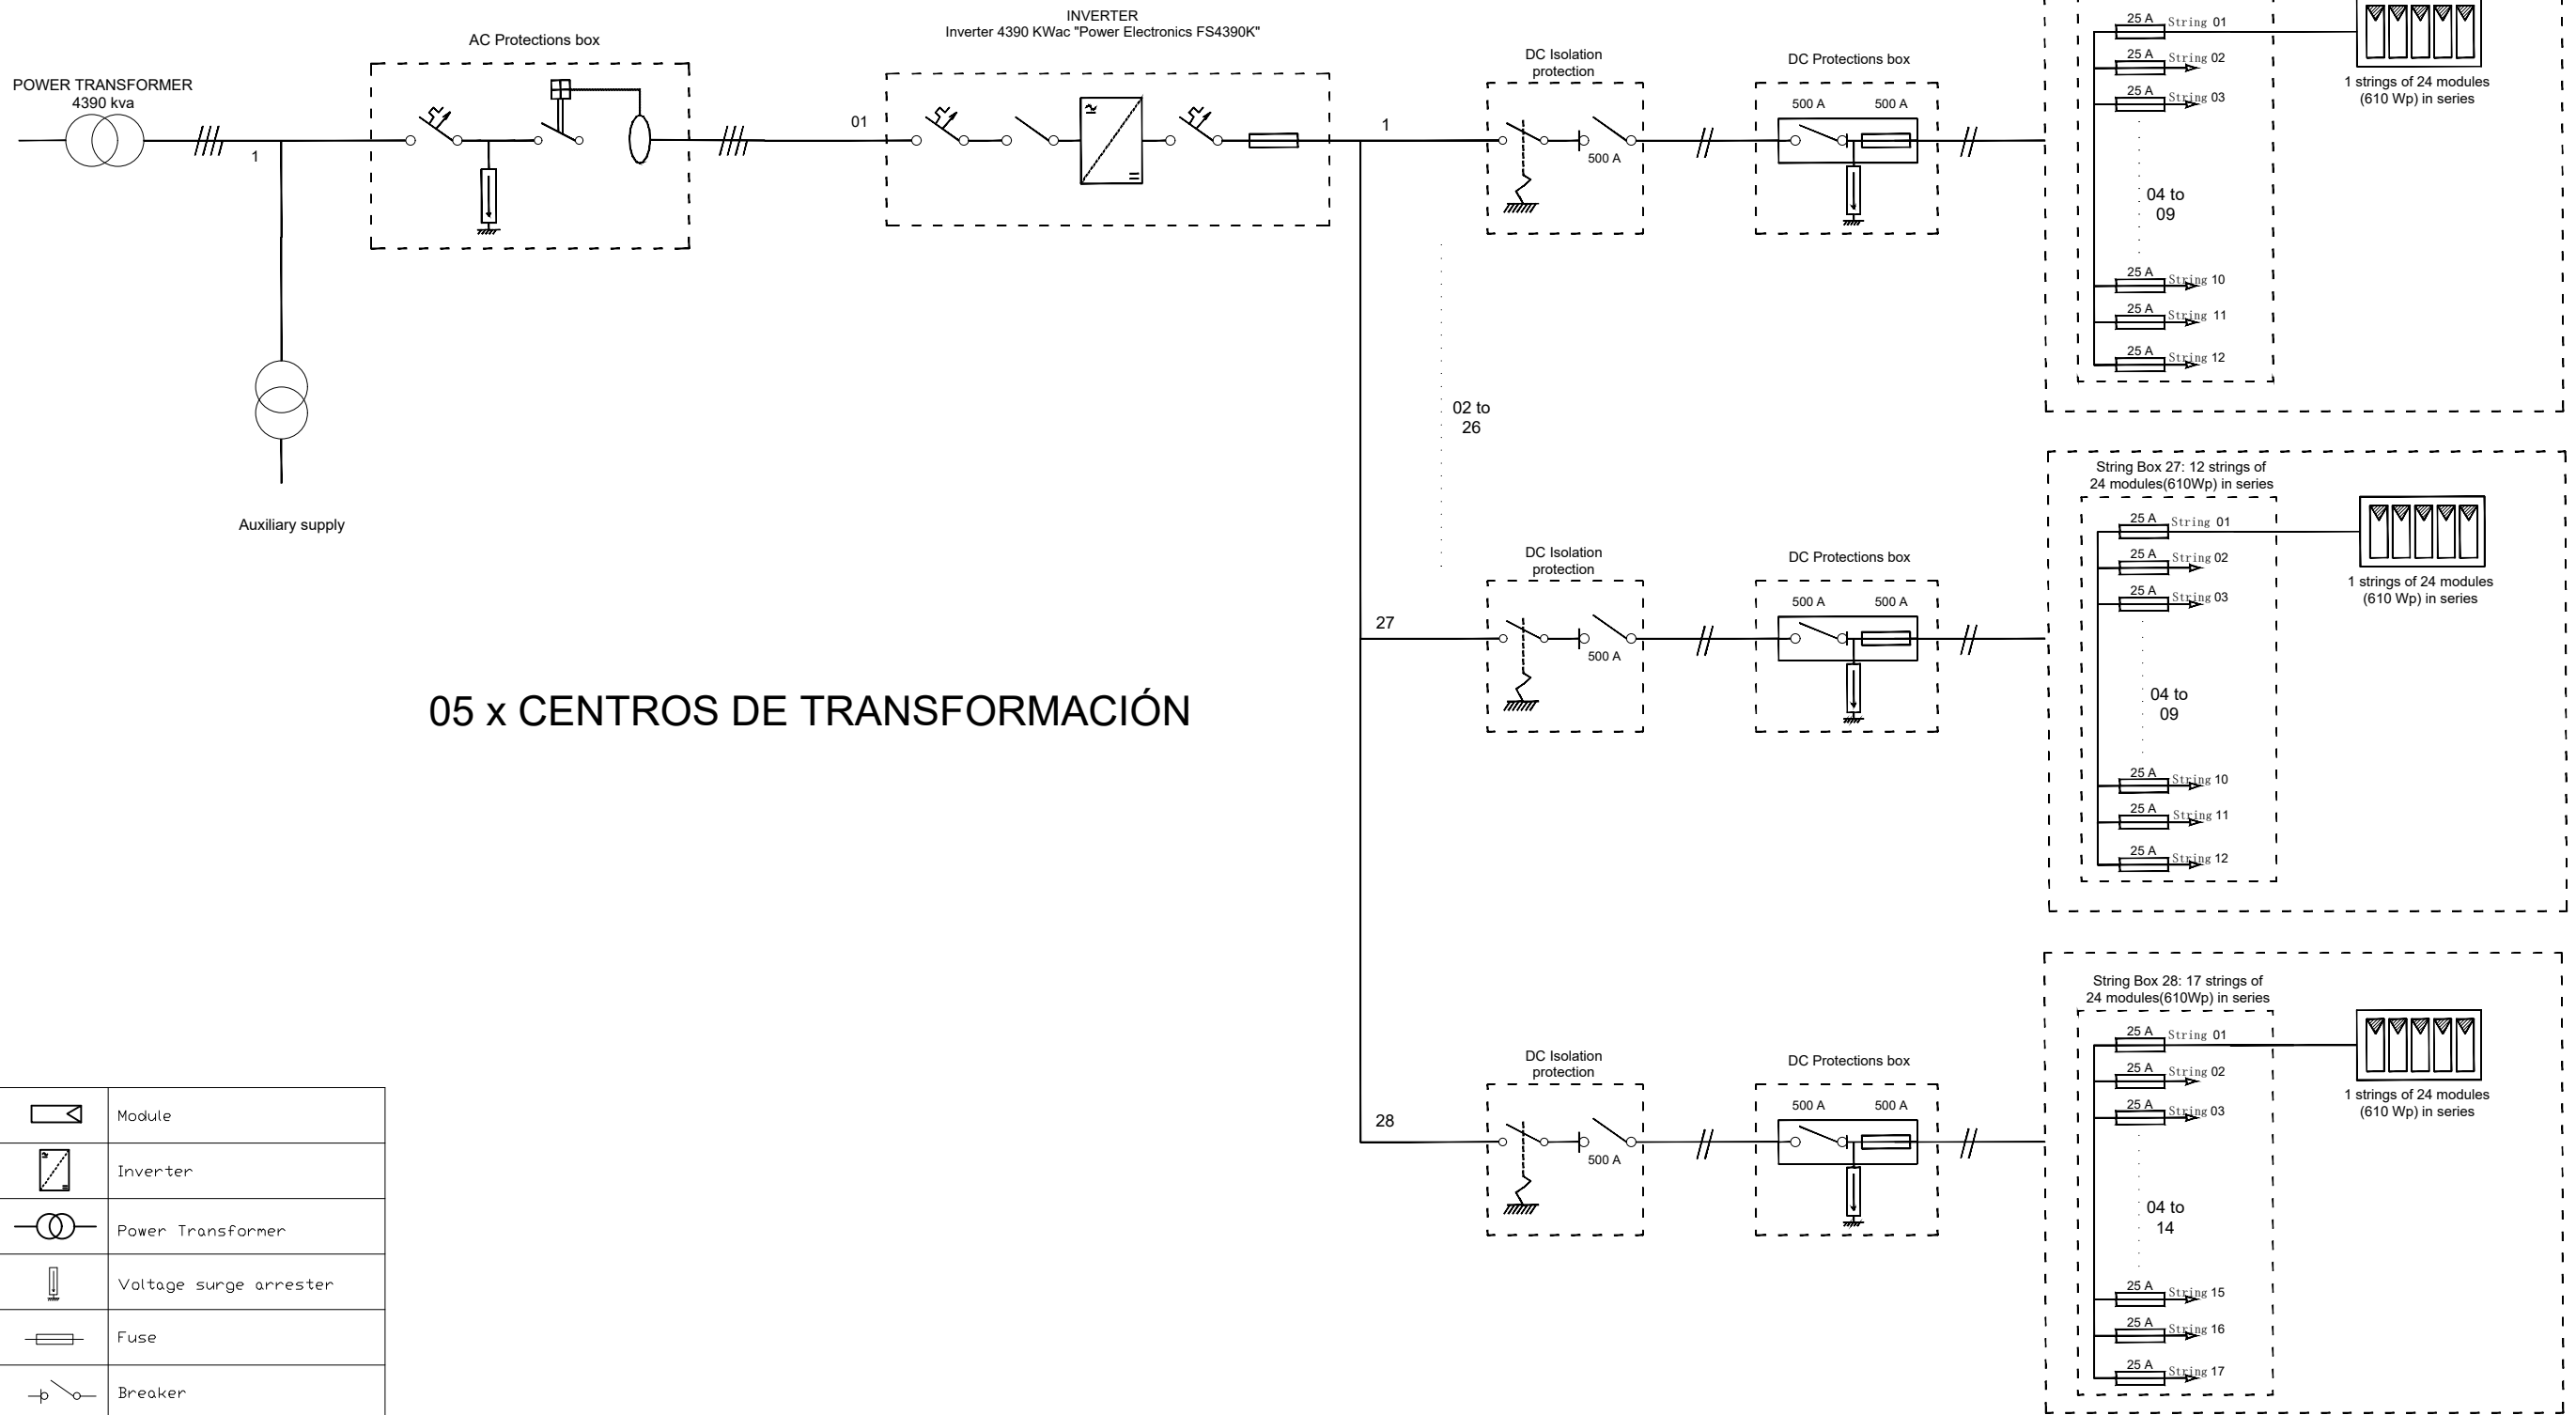 POWER TRANSFORMER
4390 kva
1
Auxiliary supply
AC Protections box
INVERTER
Inverter 4390 KWac "Power Electronics FS4390K"
01
1
02 to
26
27
28
DC Isolation
protection
500 A
DC Protections box
500 A 500 A
25 A String 01
25 A String 02
25 A String 03
04 to
09
25 A String 10
25 A String 11
25 A String 12
1 strings of 24 modules
(610 Wp) in series
DC Isolation
protection
500 A
DC Protections box
500 A 500 A
String Box 27: 12 strings of
24 modules(610Wp) in series
25 A String 01
25 A String 02
25 A String 03
04 to
09
25 A String 10
25 A String 11
25 A String 12
1 strings of 24 modules
(610 Wp) in series
05 x CENTROS DE TRANSFORMACIÓN
DC Isolation
protection
500 A
DC Protections box
500 A 500 A
String Box 28: 17 strings of
24 modules(610Wp) in series
25 A String 01
25 A String 02
25 A String 03
04 to
14
25 A String 15
25 A String 16
25 A String 17
1 strings of 24 modules
(610 Wp) in series
Module
Inverter
Power Transformer
Voltage surge arrester
Fuse
Breaker